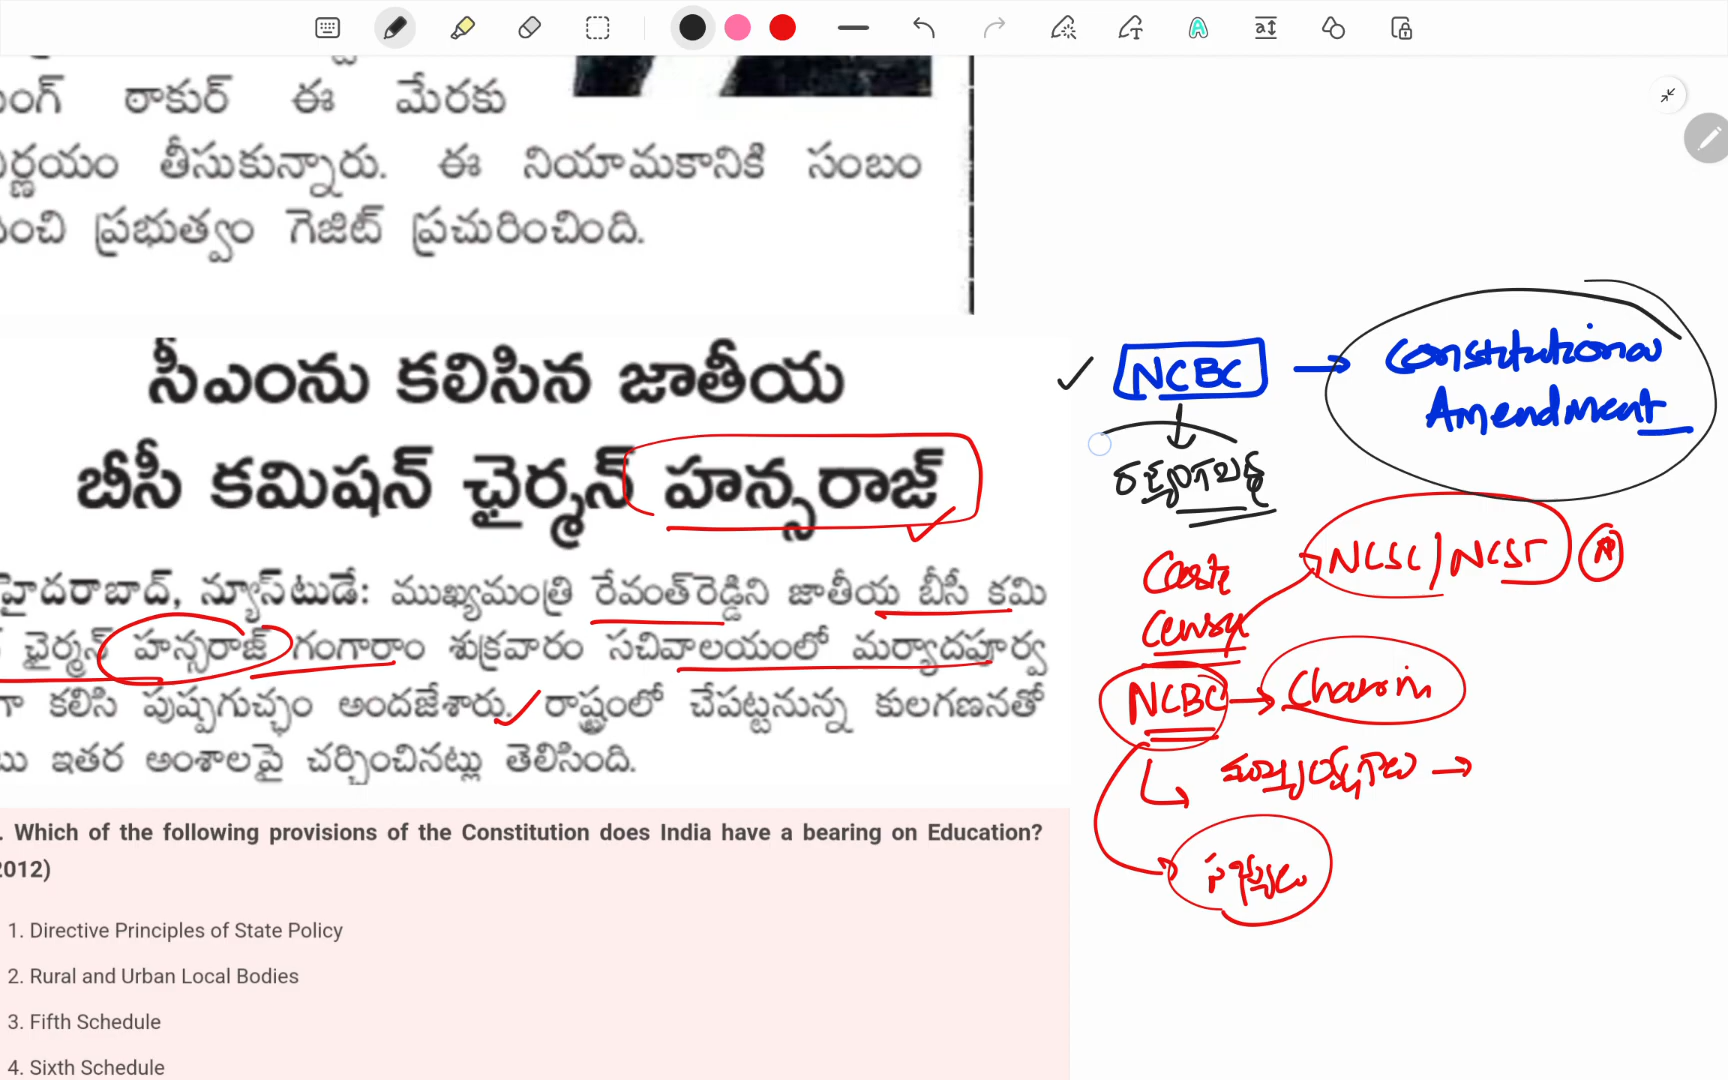 ంగ్ ఠాకుర్ ఈ మేరకు
ర్ణయం తీసుకున్నారు. ఈ నియామకానికి సంబం
ంచి ప్రభుత్వం గెజిట్ ప్రచురించింది.
సీఎంను కలిసిన జాతీయ
బీసీ కమిషన్ ఛైర్మన్ హన్సరాజ్
హైదరాబాద్, న్యూస్‌టుడే: ముఖ్యమంత్రి రేవంత్‌రెడ్డిని జాతీయ బీసీ కమి
ఛైర్మన్ హన్సరాజ్ గంగారాం శుక్రవారం సచివాలయంలో మర్యాదపూర్వ
గా కలిసి పుష్పగుచ్ఛం అందజేశారు. రాష్ట్రంలో చేపట్టనున్న కులగణనతో
టు ఇతర అంశాలపై చర్చించినట్లు తెలిసింది.
. Which of the following provisions of the Constitution does India have a bearing on Education?
2012)
1. Directive Principles of State Policy
2. Rural and Urban Local Bodies
3. Fifth Schedule
4. Sixth Schedule
NCBC → Constitutional
Amendment
రాజ్యాంగబద్ధ
Caste
NCSC/NCST
NCBC →
సభ్యులు